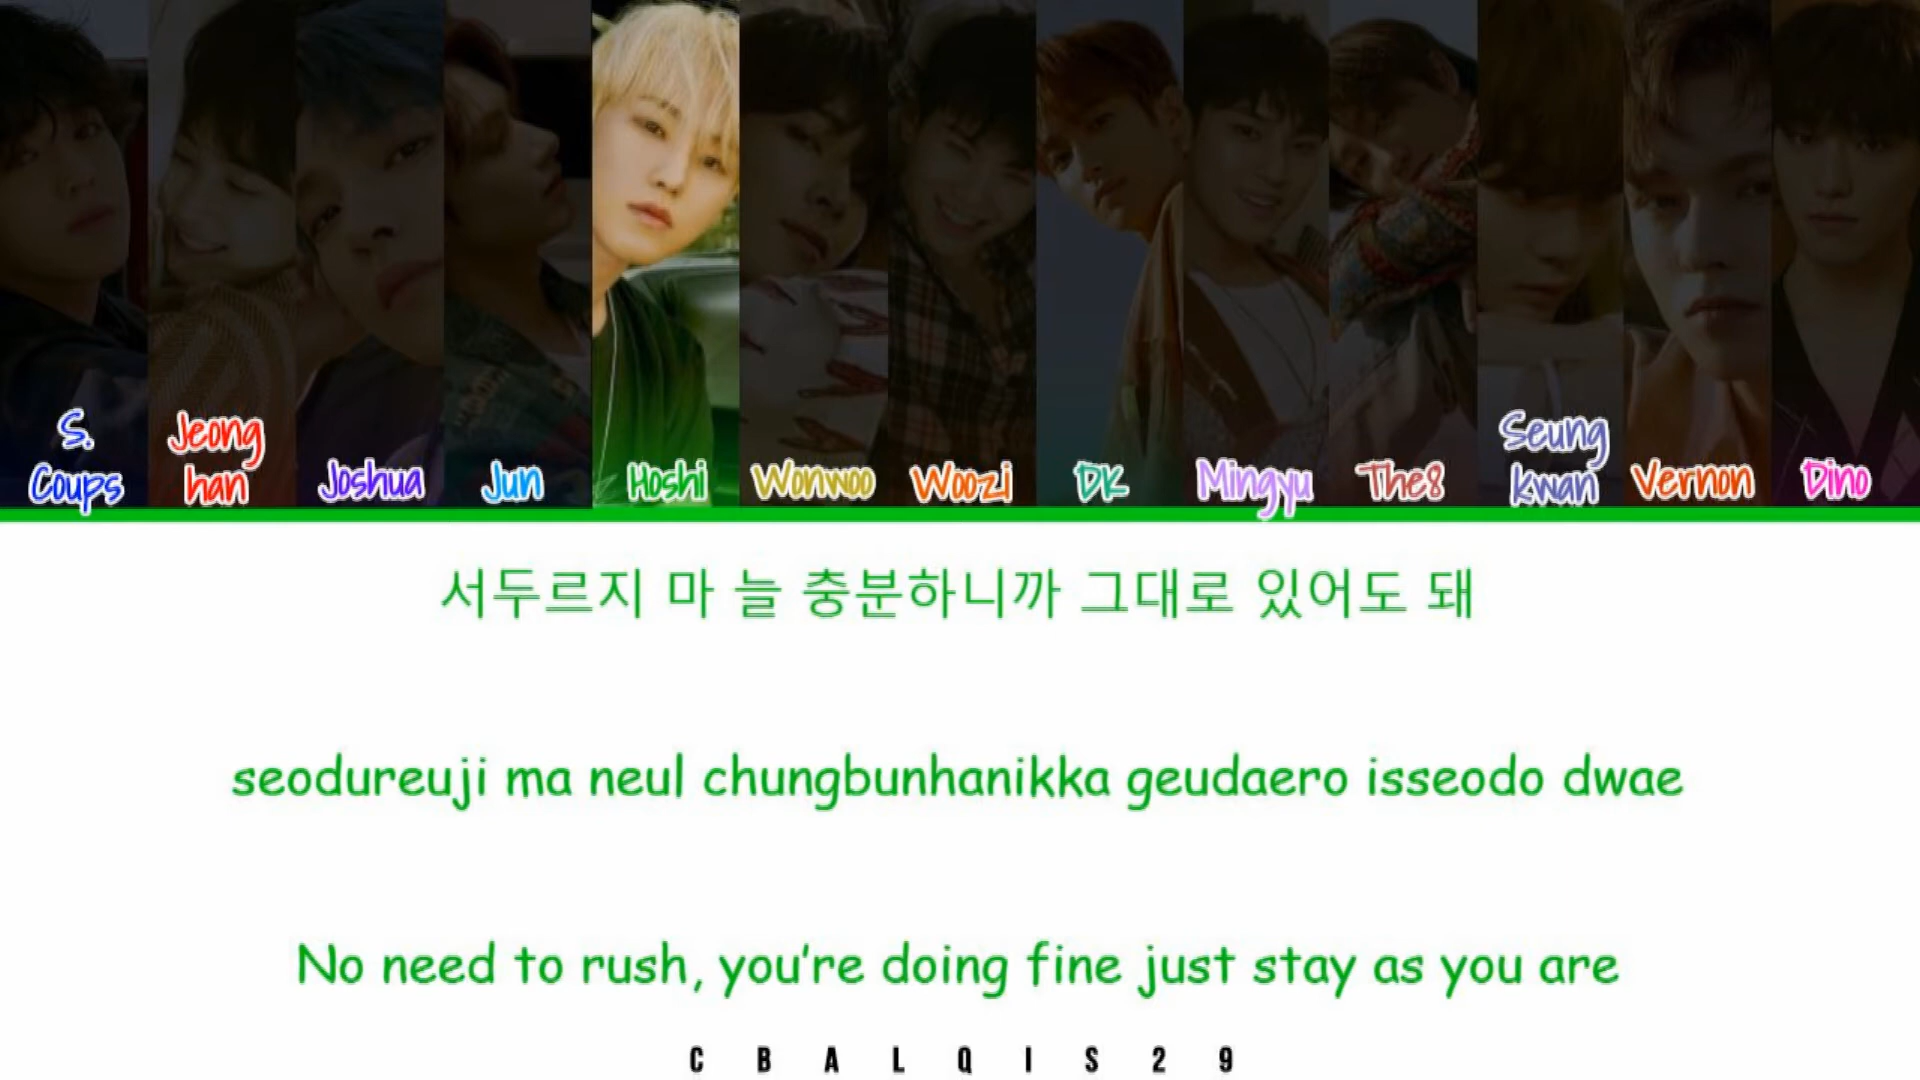 S.
Coups
Jeong
han
Joshua
Jun
Hoshi
Wonwoo
Woozi
DK
Mingyu
The8
Seung
kwan
Vernon
Dino
서두르지 마 늘 충분하니까 그대로 있어도 돼
seodureuji ma neul chungbunhanikka geudaero isseodo dwae
No need to rush, you're doing fine just stay as you are
CBALQIS29